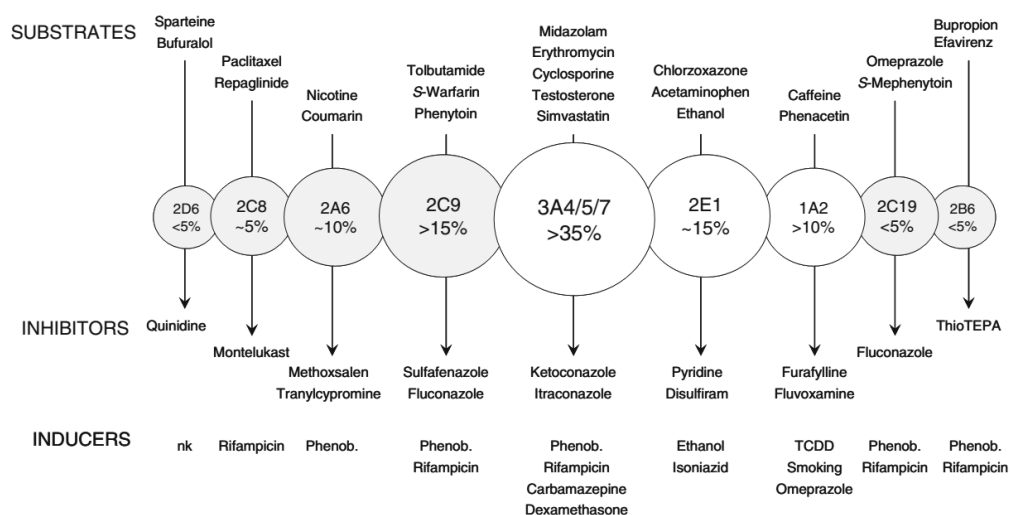 SUBSTRATES
Sparteine
Bufuralol
Paclitaxel
Repaglinide
Nicotine
Coumarin
Tolbutamide
S-Warfarin
Phenytoin
Midazolam
Erythromycin
Cyclosporine
Testosterone
Simvastatin
Chlorzoxazone
Acetaminophen
Ethanol
Caffeine
Phenacetin
Omeprazole
S-Mephenytoin
Bupropion
Efavirenz
2D6
<5%
2C8
~5%
2A6
~10%
2C9
>15%
3A4/5/7
>35%
2E1
~15%
1A2
>10%
2C19
<5%
2B6
<5%
INHIBITORS
Quinidine
Montelukast
Methoxsalen
Tranylcypromine
Sulfafenazole
Fluconazole
Ketoconazole
Itraconazole
Pyridine
Disulfiram
Furafylline
Fluvoxamine
Fluconazole
ThioTEPA
INDUCERS
nk
Rifampicin
Phenob.
Phenob.
Rifampicin
Phenob.
Rifampicin
Carbamazepine
Dexamethasone
Ethanol
Isoniazid
TCDD
Smoking
Omeprazole
Phenob.
Rifampicin
Phenob.
Rifampicin